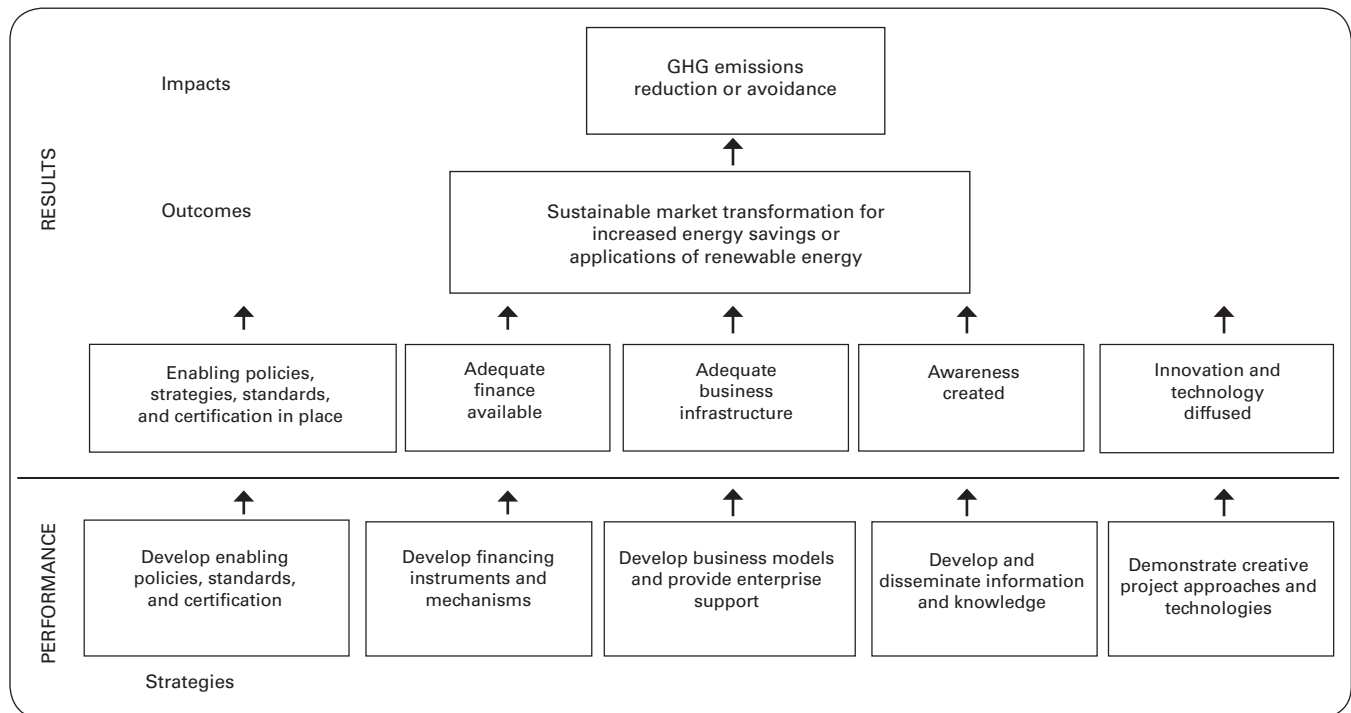 RESULTS
Impacts
GHG emissions
reduction or avoidance
Outcomes
Sustainable market transformation for
increased energy savings or
applications of renewable energy
Enabling policies,
strategies, standards,
and certification in place
Adequate
finance
available
Adequate
business
infrastructure
Awareness
created
Innovation and
technology
diffused
PERFORMANCE
Develop enabling
policies, standards,
and certification
Develop financing
instruments and
mechanisms
Develop business models
and provide enterprise
support
Develop and
disseminate information
and knowledge
Demonstrate creative
project approaches and
technologies
Strategies